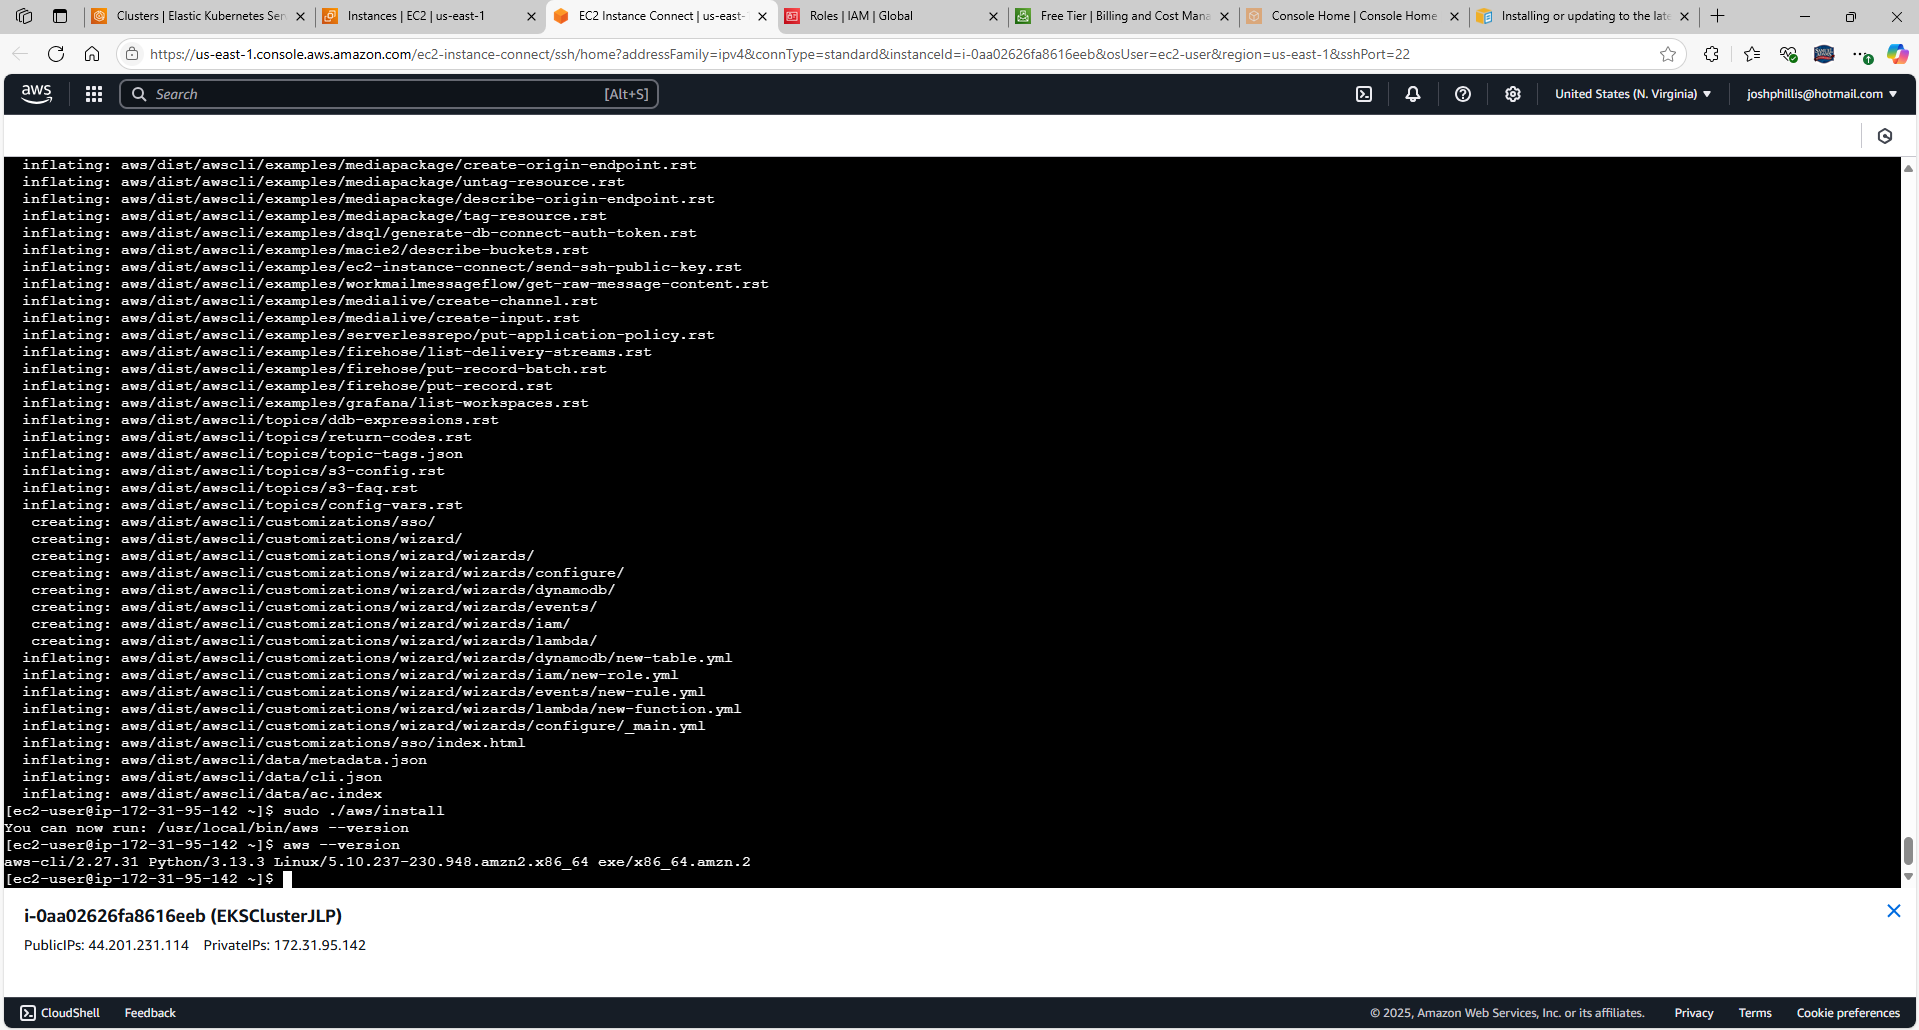 Clusters | Elastic Kubernetes Ser
Instances | EC2 | us-east-1
EC2 Instance Connect | us-east-
Roles | IAM | Global
Free Tier | Billing and Cost Mana
Console Home | Console Home
Installing or updating to the late
https://us-east-1.console.aws.amazon.com/ec2-instance-connect/ssh/home?addressFamily=ipv4&connType=standard&instanceId=i-0aa02626fa8616eeb&osUser=ec2-user&region=us-east-1&sshPort=22
aws
Search
[Alt+S]
United States (N. Virginia)
joshphillis@hotmail.com
inflating: aws/dist/awscli/examples/mediapackage/create-origin-endpoint.rst
inflating: aws/dist/awscli/examples/mediapackage/untag-resource.rst
inflating: aws/dist/awscli/examples/mediapackage/describe-origin-endpoint.rst
inflating: aws/dist/awscli/examples/mediapackage/tag-resource.rst
inflating: aws/dist/awscli/examples/dsql/generate-db-connect-auth-token.rst
inflating: aws/dist/awscli/examples/macie2/describe-buckets.rst
inflating: aws/dist/awscli/examples/ec2-instance-connect/send-ssh-public-key.rst
inflating: aws/dist/awscli/examples/workmailmessageflow/get-raw-message-content.rst
inflating: aws/dist/awscli/examples/medialive/create-channel.rst
inflating: aws/dist/awscli/examples/medialive/create-input.rst
inflating: aws/dist/awscli/examples/serverlessrepo/put-application-policy.rst
inflating: aws/dist/awscli/examples/firehose/list-delivery-streams.rst
inflating: aws/dist/awscli/examples/firehose/put-record-batch.rst
inflating: aws/dist/awscli/examples/firehose/put-record.rst
inflating: aws/dist/awscli/examples/grafana/list-workspaces.rst
inflating: aws/dist/awscli/topics/ddb-expressions.rst
inflating: aws/dist/awscli/topics/return-codes.rst
inflating: aws/dist/awscli/topics/topic-tags.json
inflating: aws/dist/awscli/topics/s3-config.rst
inflating: aws/dist/awscli/topics/s3-faq.rst
inflating: aws/dist/awscli/topics/config-vars.rst
creating: aws/dist/awscli/customizations/sso/
creating: aws/dist/awscli/customizations/wizard/
creating: aws/dist/awscli/customizations/wizard/wizards/
creating: aws/dist/awscli/customizations/wizard/wizards/configure/
creating: aws/dist/awscli/customizations/wizard/wizards/dynamodb/
creating: aws/dist/awscli/customizations/wizard/wizards/events/
creating: aws/dist/awscli/customizations/wizard/wizards/iam/
creating: aws/dist/awscli/customizations/wizard/wizards/lambda/
inflating: aws/dist/awscli/customizations/wizard/wizards/dynamodb/new-table.yml
inflating: aws/dist/awscli/customizations/wizard/wizards/iam/new-role.yml
inflating: aws/dist/awscli/customizations/wizard/wizards/events/new-rule.yml
inflating: aws/dist/awscli/customizations/wizard/wizards/lambda/new-function.yml
inflating: aws/dist/awscli/customizations/wizard/wizards/configure/_main.yml
inflating: aws/dist/awscli/customizations/sso/index.html
inflating: aws/dist/awscli/data/metadata.json
inflating: aws/dist/awscli/data/cli.json
inflating: aws/dist/awscli/data/ac.index
[ec2-user@ip-172-31-95-142 ~]$ sudo ./aws/install
You can now run: /usr/local/bin/aws --version
[ec2-user@ip-172-31-95-142 ~]$ aws --version
aws-cli/2.27.31 Python/3.13.3 Linux/5.10.237-230.948.amzn2.x86_64 exe/x86_64.amzn.2
[ec2-user@ip-172-31-95-142 ~]$
i-0aa02626fa8616eeb (EKSClusterJLP)
PublicIPs: 44.201.231.114 PrivateIPs: 172.31.95.142
CloudShell
Feedback
© 2025, Amazon Web Services, Inc. or its affiliates.
Privacy
Terms
Cookie preferences